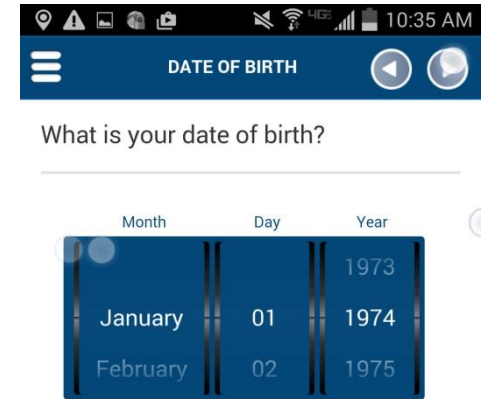 4G 10:35 AM
DATE OF BIRTH
What is your date of birth?
Month Day Year
1973
January 01 1974
February 02 1975